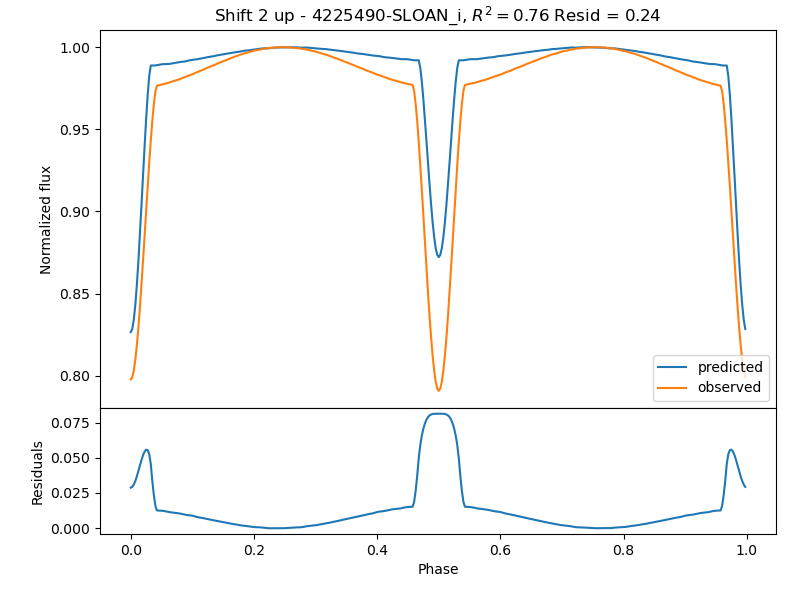 Shift 2 up - 4225490-SLOAN_i, R² = 0.76 Resid = 0.24
1.00
0.95
0.90
0.85
0.80
Normalized flux
predicted
observed
0.075
0.050
0.025
0.000
Residuals
0.0 0.2 0.4 0.6 0.8 1.0
Phase